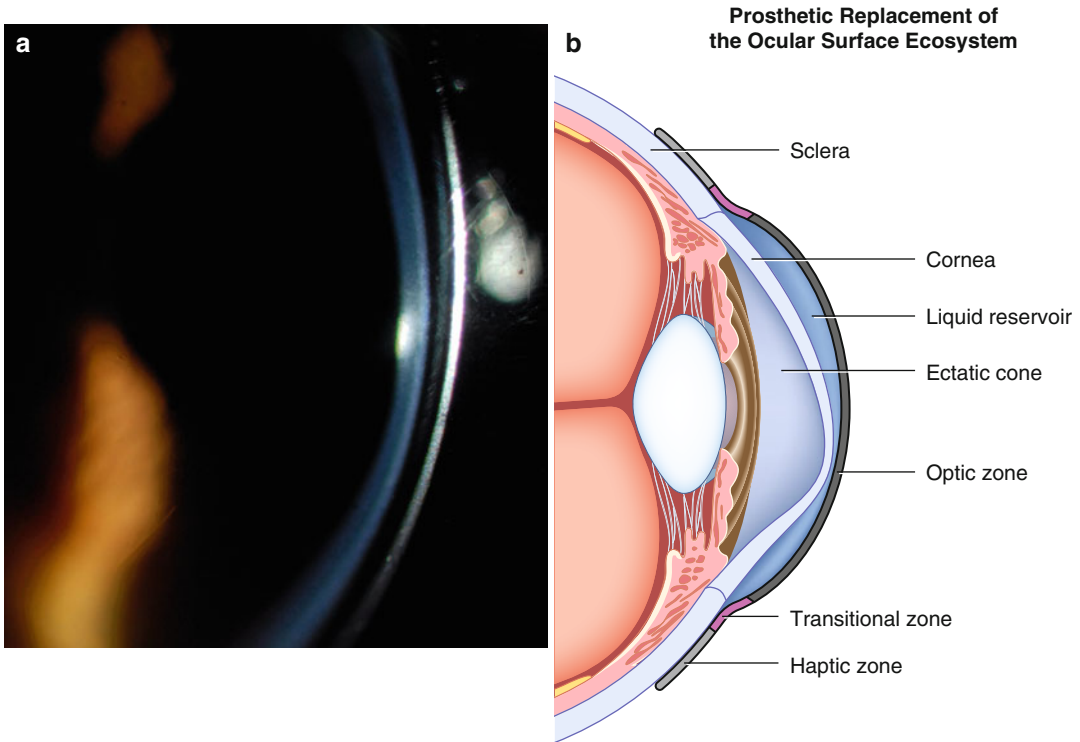 a
b
Prosthetic Replacement of
the Ocular Surface Ecosystem
Sclera
Cornea
Liquid reservoir
Ectatic cone
Optic zone
Transitional zone
Haptic zone